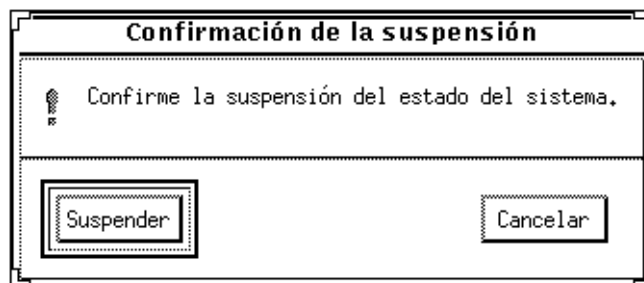 Confirmación de la suspensión
Confirme la suspensión del estado del sistema.
Suspender
Cancelar